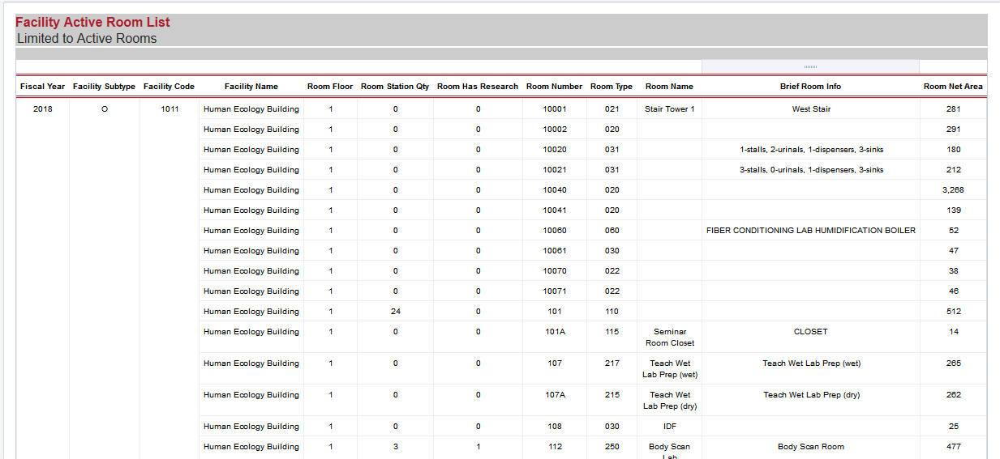 Facility Active Room List
Limited to Active Rooms
Fiscal Year Facility Subtype Facility Code Facility Name Room Floor Room Station Qty Room Has Research Room Number Room Type Room Name Brief Room Info Room Net Area
2018 O 1011 Human Ecology Building 1 0 0 10001 021 Stair Tower 1 West Stair 281
Human Ecology Building 1 0 0 10002 020 291
Human Ecology Building 1 0 0 10020 031 1-stalls, 2-urinals, 1-dispensers, 3-sinks 180
Human Ecology Building 1 0 0 10021 031 3-stalls, 0-urinals, 1-dispensers, 3-sinks 212
Human Ecology Building 1 0 0 10040 020 3,268
Human Ecology Building 1 0 0 10041 020 139
Human Ecology Building 1 0 0 10060 060 FIBER CONDITIONING LAB HUMIDIFICATION BOILER 52
Human Ecology Building 1 0 0 10061 030 47
Human Ecology Building 1 0 0 10070 022 38
Human Ecology Building 1 0 0 10071 022 46
Human Ecology Building 1 24 0 101 110 512
Human Ecology Building 1 0 0 101A 115 Seminar CLOSET 14
Room Closet
Human Ecology Building 1 0 0 107 217 Teach Wet Teach Wet Lab Prep (wet) 265
Lab Prep (wet)
Human Ecology Building 1 0 0 107A 215 Teach Wet Teach Wet Lab Prep (dry) 262
Lab Prep (dry)
Human Ecology Building 1 0 0 108 030 IDF 25
Human Ecology Building 1 3 1 112 250 Body Scan Body Scan Room 477
Lab